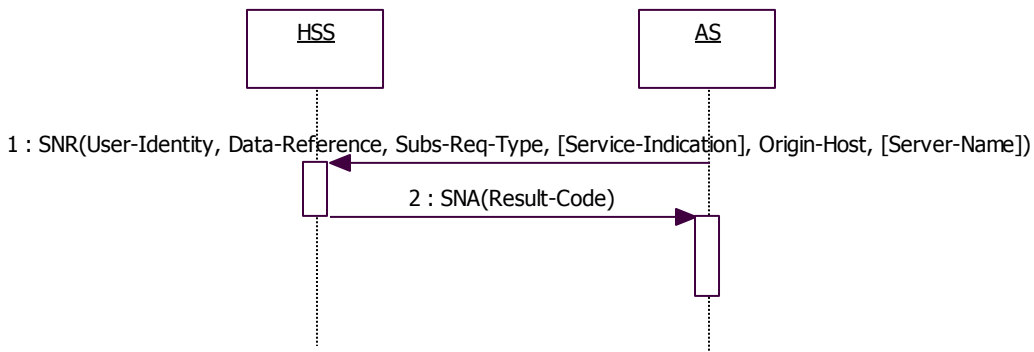 HSS
AS
1 : SNR(User-Identity, Data-Reference, Subs-Req-Type, [Service-Indication], Origin-Host, [Server-Name])
2 : SNA(Result-Code)